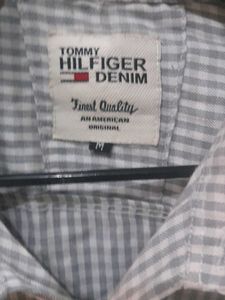 TOMMY
HILFIGER
DENIM
Finest Quality
AN AMERICAN
ORIGINAL
M